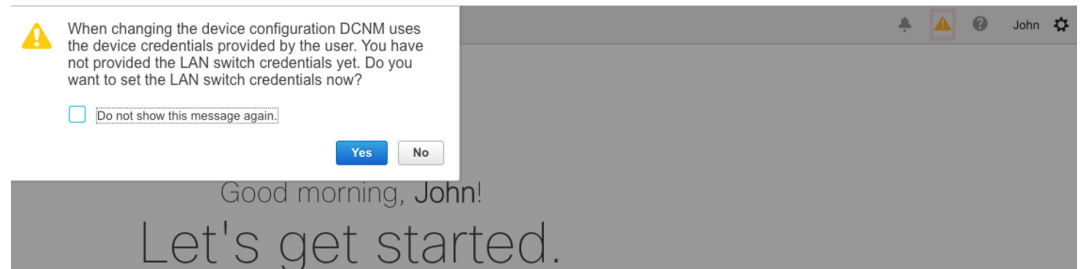 When changing the device configuration DCNM uses
the device credentials provided by the user. You have
not provided the LAN switch credentials yet. Do you
want to set the LAN switch credentials now?
Do not show this message again.
Yes No
John
Good morning, John!
Let's get started.